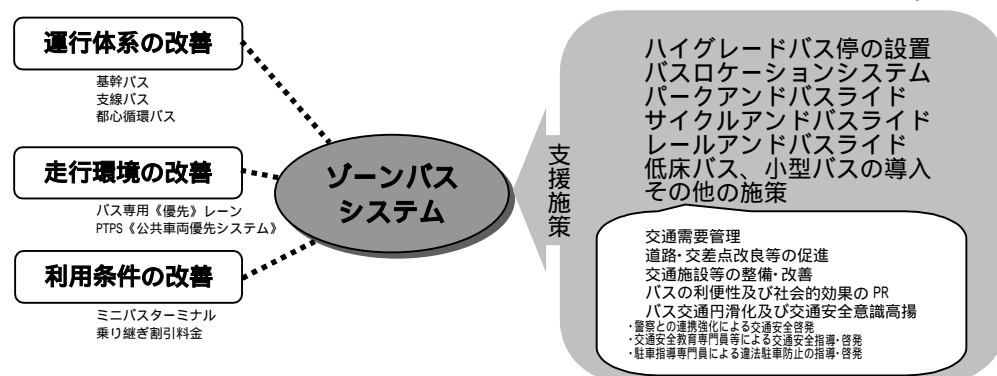 運行体系の改善
基幹バス
支線バス
都心循環バス
走行環境の改善
バス専用《優先》レーン
PTPS《公共車両優先システム》
利用条件の改善
ミニバスターミナル
乗り継ぎ割引料金
ゾーンバス
システム
支援施策
ハイグレードバス停の設置
バスロケーションシステム
パークアンドバスライド
サイクルアンドバスライド
レールアンドバスライド
低床バス、小型バスの導入
その他の施策
交通需要管理
道路・交差点改良等の促進
交通施設等の整備・改善
バスの利便性及び社会的効果の PR
バス交通円滑化及び交通安全意識高揚
・警察との連携強化による交通安全啓発
・交通安全教育専門員等による交通安全指導・啓発
・駐車指導専門員による違法駐車防止の指導・啓発